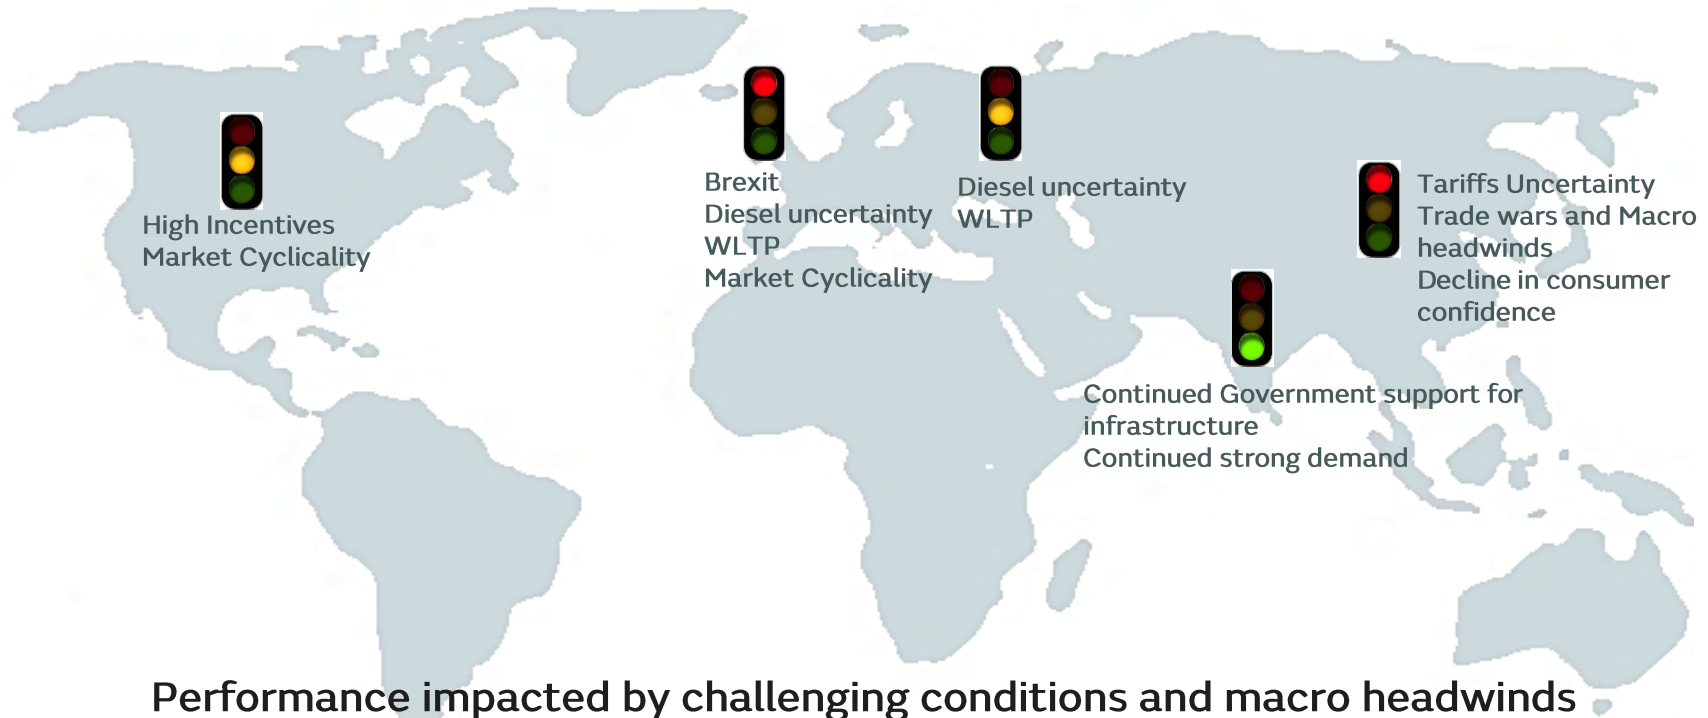 High Incentives
Market Cyclicality
Brexit
Diesel uncertainty
WLTP
Market Cyclicality
Diesel uncertainty
WLTP
Tariffs Uncertainty
Trade wars and Macro
headwinds
Decline in consumer
confidence
Continued Government support for
infrastructure
Continued strong demand
Performance impacted by challenging conditions and macro headwinds